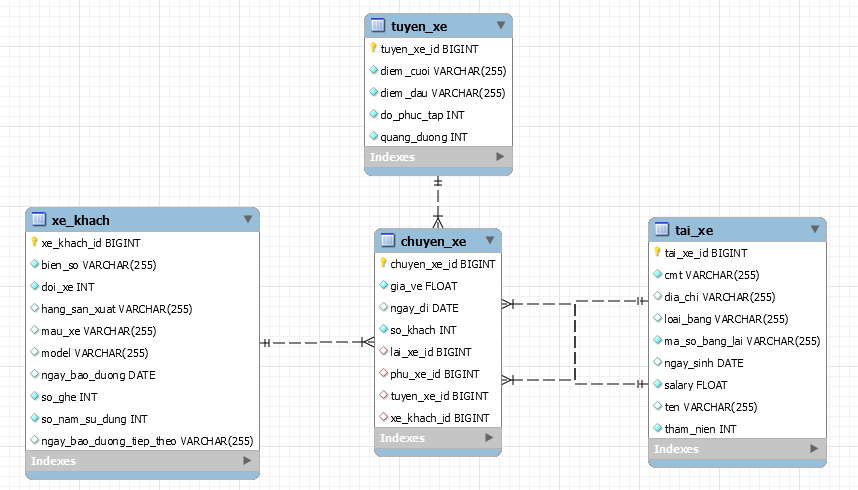 tuyen_xe
tuyen_xe_id BIGINT
diem_cuoi VARCHAR(255)
diem_dau VARCHAR(255)
do_phuc_tap INT
quang_duong INT
Indexes
xe_khach
xe_khach_id BIGINT
bien_so VARCHAR(255)
doi_xe INT
hang_san_xuat VARCHAR(255)
mau_xe VARCHAR(255)
model VARCHAR(255)
ngay_bao_duong DATE
so_ghe INT
so_nam_su_dung INT
ngay_bao_duong_tiep_theo VARCHAR(255)
Indexes
chuyen_xe
chuyen_xe_id BIGINT
gia_ve FLOAT
ngay_di DATE
so_khach INT
lai_xe_id BIGINT
phu_xe_id BIGINT
tuyen_xe_id BIGINT
xe_khach_id BIGINT
Indexes
tai_xe
tai_xe_id BIGINT
cmt VARCHAR(255)
dia_chi VARCHAR(255)
loai_bang VARCHAR(255)
ma_so_bang_lai VARCHAR(255)
ngay_sinh DATE
salary FLOAT
ten VARCHAR(255)
tham_nien INT
Indexes